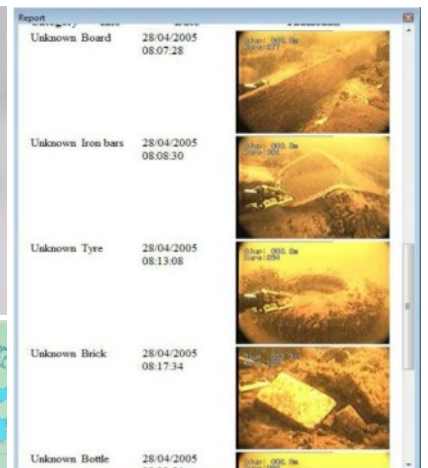 Report
Unknown Board 28/04/2005
08:07:28
Unknown Iron bars 28/04/2005
08:08:30
Unknown Tyre 28/04/2005
08:13:08
Unknown Brick 28/04/2005
08:17:34
Unknown Bottle 28/04/2005